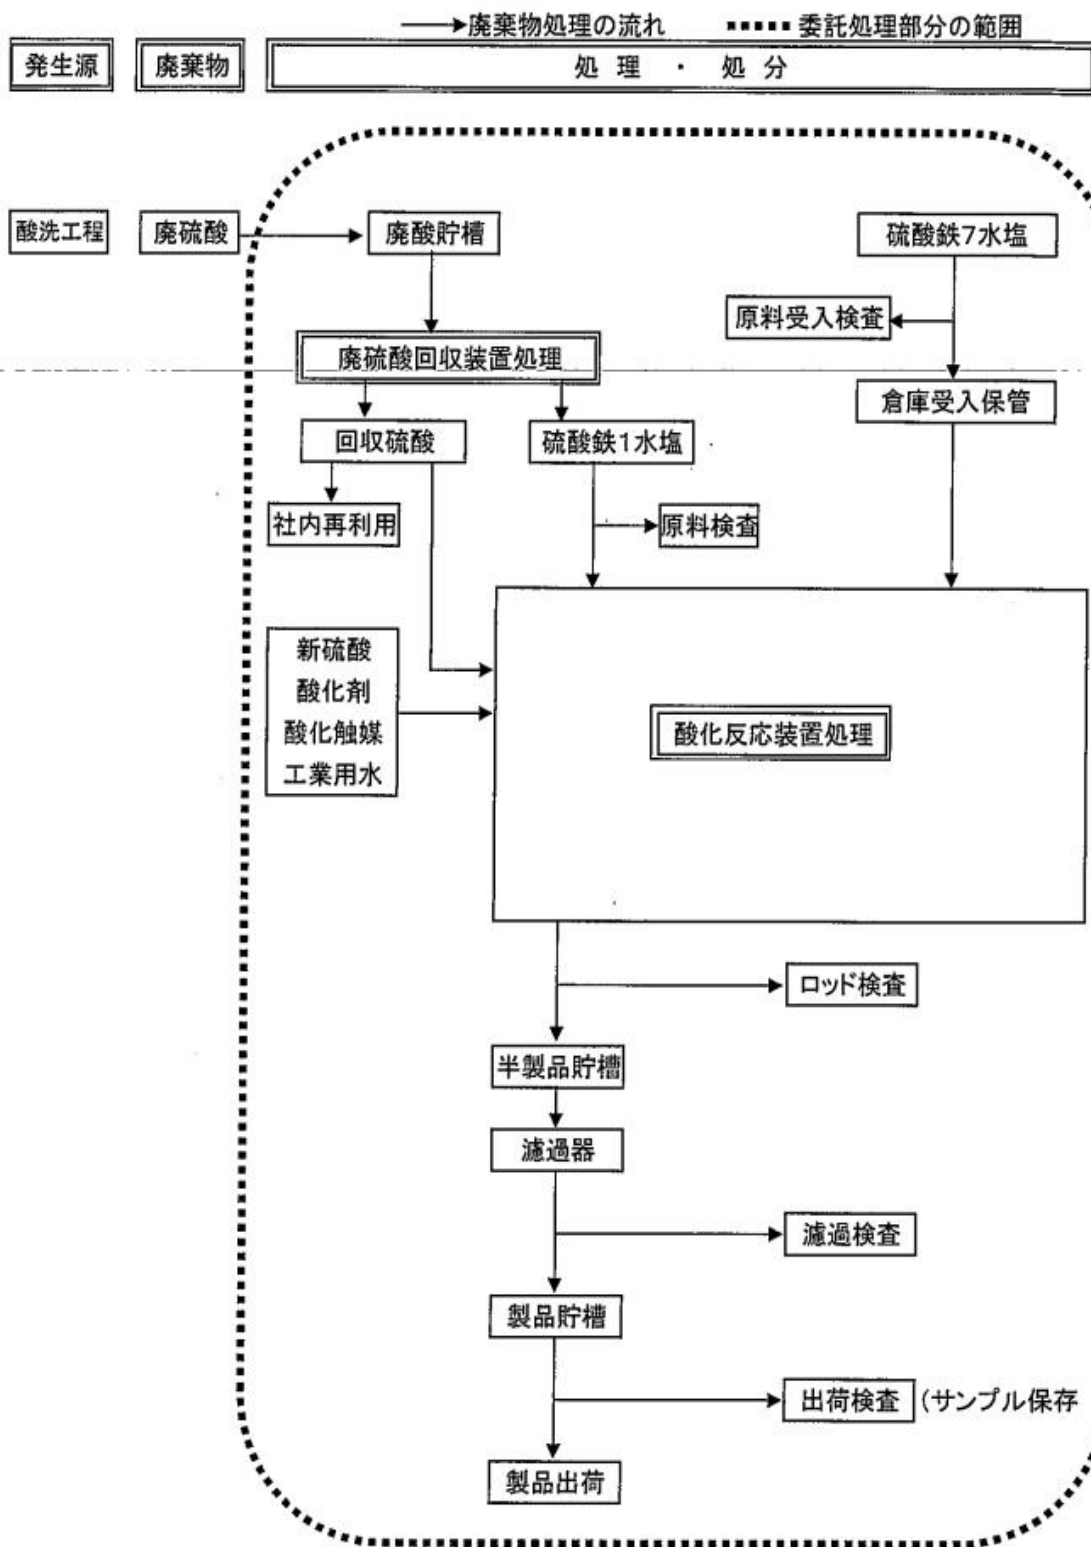 廃棄物処理の流れ 委託処理部分の範囲
発生源 廃棄物 処理・処分
酸洗工程 廃硫酸 廃酸貯槽 硫酸鉄7水塩
原料受入検査
廃硫酸回収装置処理
倉庫受入保管
回収硫酸 硫酸鉄1水塩
社内再利用 原料検査
新硫酸
酸化剤
酸化触媒
工業用水
酸化反応装置処理
ロッド検査
半製品貯槽
濾過器
濾過検査
製品貯槽
出荷検査 (サンプル保存
製品出荷